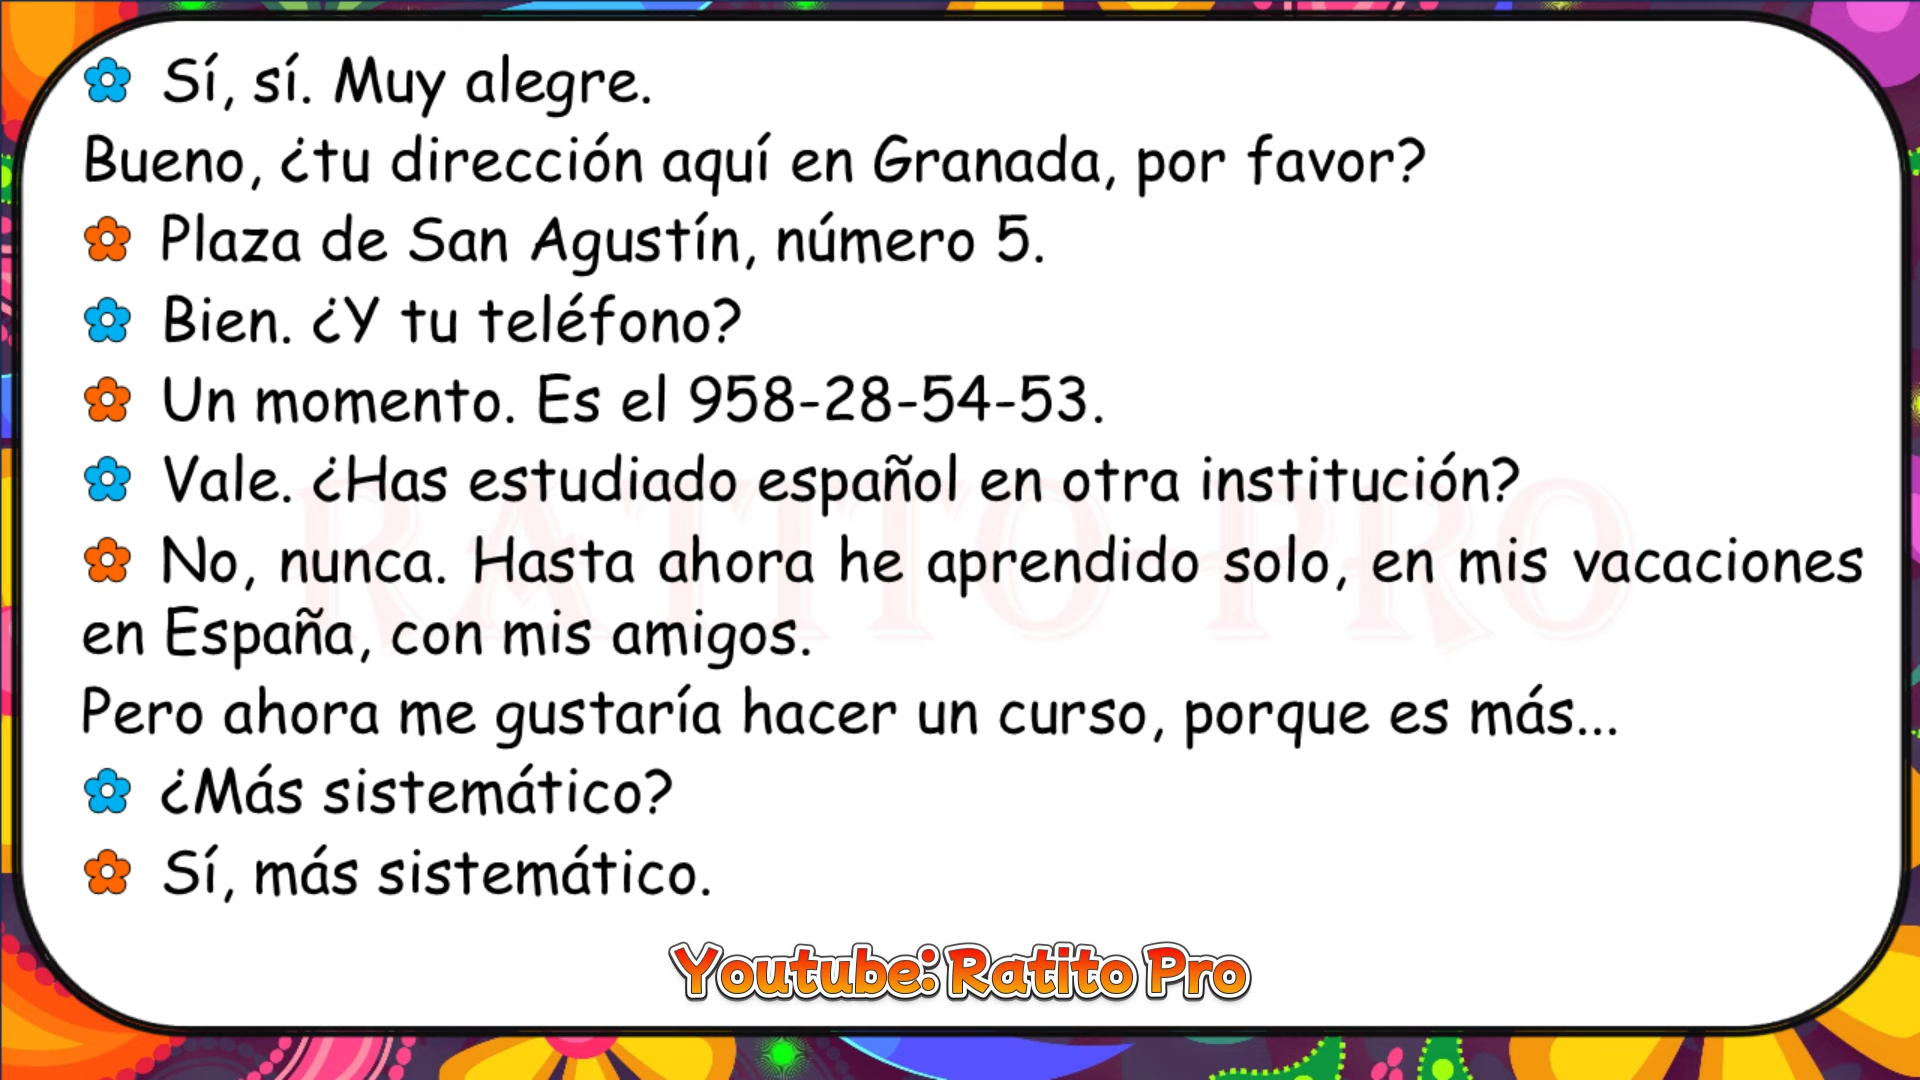 Sí, sí. Muy alegre.
Bueno, ¿tu dirección aquí en Granada, por favor?
Plaza de San Agustín, número 5.
Bien. ¿Y tu teléfono?
Un momento. Es el 958-28-54-53.
Vale. ¿Has estudiado español en otra institución?
No, nunca. Hasta ahora he aprendido solo, en mis vacaciones
en España, con mis amigos.
Pero ahora me gustaría hacer un curso, porque es más...
¿Más sistemático?
Sí, más sistemático.
RATITO PRO
Youtube: Ratito Pro